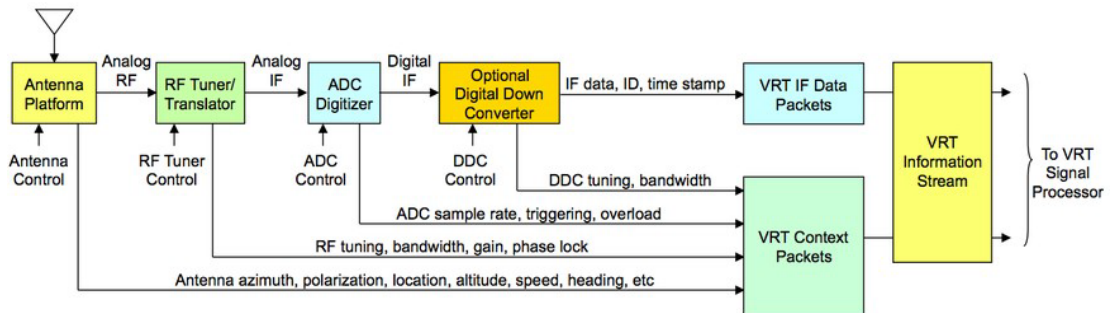 Antenna
Platform
Analog
RF
RF Tuner/
Translator
Analog
IF
ADC
Digitizer
Digital
IF
Optional
Digital Down
Converter
IF data, ID, time stamp
VRT IF Data
Packets
VRT
Information
Stream
To VRT
Signal
Processor
Antenna
Control
RF Tuner
Control
ADC
Control
DDC
Control
DDC tuning, bandwidth
ADC sample rate, triggering, overload
RF tuning, bandwidth, gain, phase lock
Antenna azimuth, polarization, location, altitude, speed, heading, etc
VRT Context
Packets